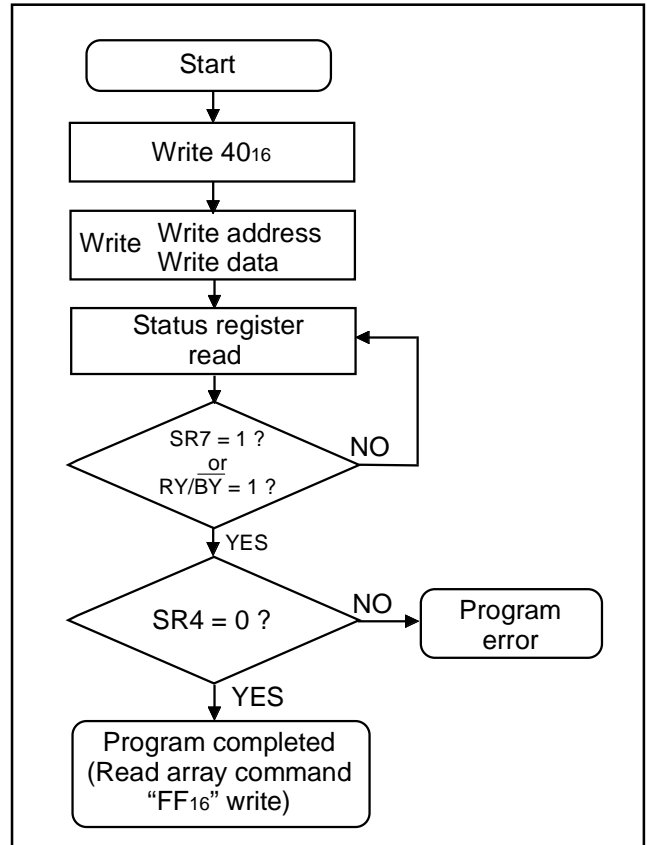 Start
Write 40₁₆
Write Write address
Write data
Status register
read
SR7 = 1 ?
or
RY/B̅Y̅ = 1 ?
NO
YES
SR4 = 0 ?
NO
Program
error
YES
Program completed
(Read array command
“FF₁₆” write)